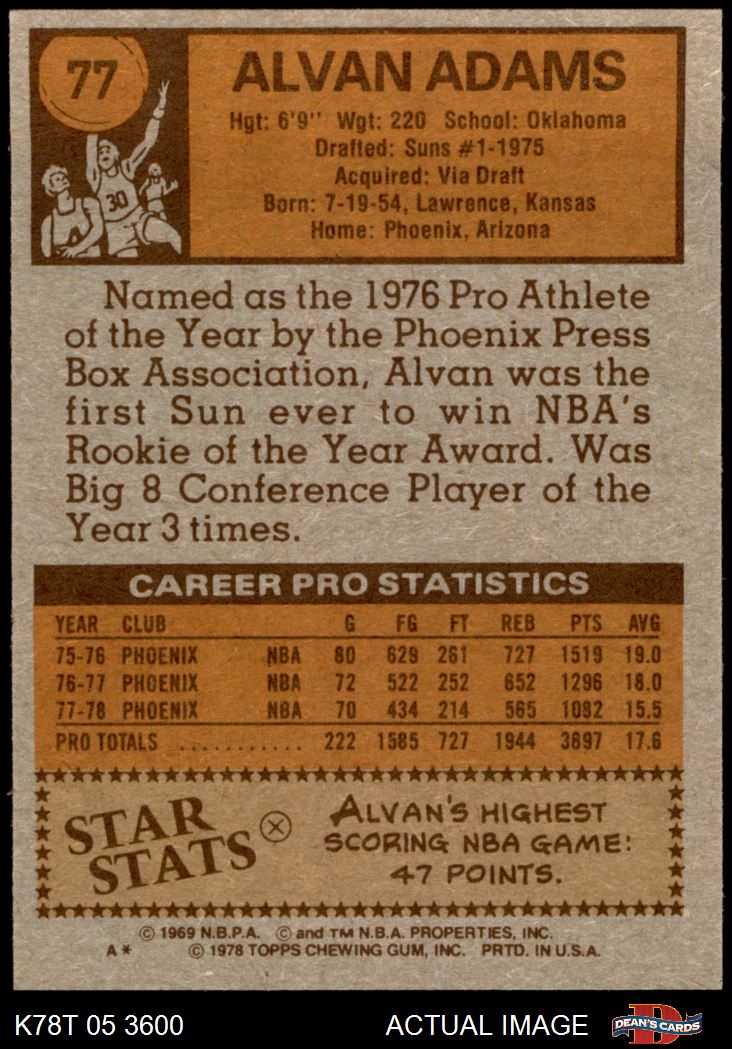 77
ALVAN ADAMS
Hgt: 6'9" Wgt: 220 School: Oklahoma
Drafted: Suns #1-1975
Acquired: Via Draft
Born: 7-19-54, Lawrence, Kansas
Home: Phoenix, Arizona
30
Named as the 1976 Pro Athlete
of the Year by the Phoenix Press
Box Association, Alvan was the
first Sun ever to win NBA's
Rookie of the Year Award. Was
Big 8 Conference Player of the
Year 3 times.
CAREER PRO STATISTICS
YEAR CLUB G FG FT REB PTS AVG
75-76 PHOENIX NBA 80 629 261 727 1519 19.0
76-77 PHOENIX NBA 72 522 252 652 1296 18.0
77-78 PHOENIX NBA 70 434 214 565 1082 15.5
PRO TOTALS ........... 222 1585 727 1944 3897 17.6
STAR
STATS
ALVAN'S HIGHEST
SCORING NBA GAME:
47 POINTS.
© 1969 N.B.P.A. © and TM N.B.A. PROPERTIES, INC.
A* © 1978 TOPPS CHEWING GUM, INC. PRTD. IN U.S.A.
K78T 05 3600 ACTUAL IMAGE DEAN'S CARDS